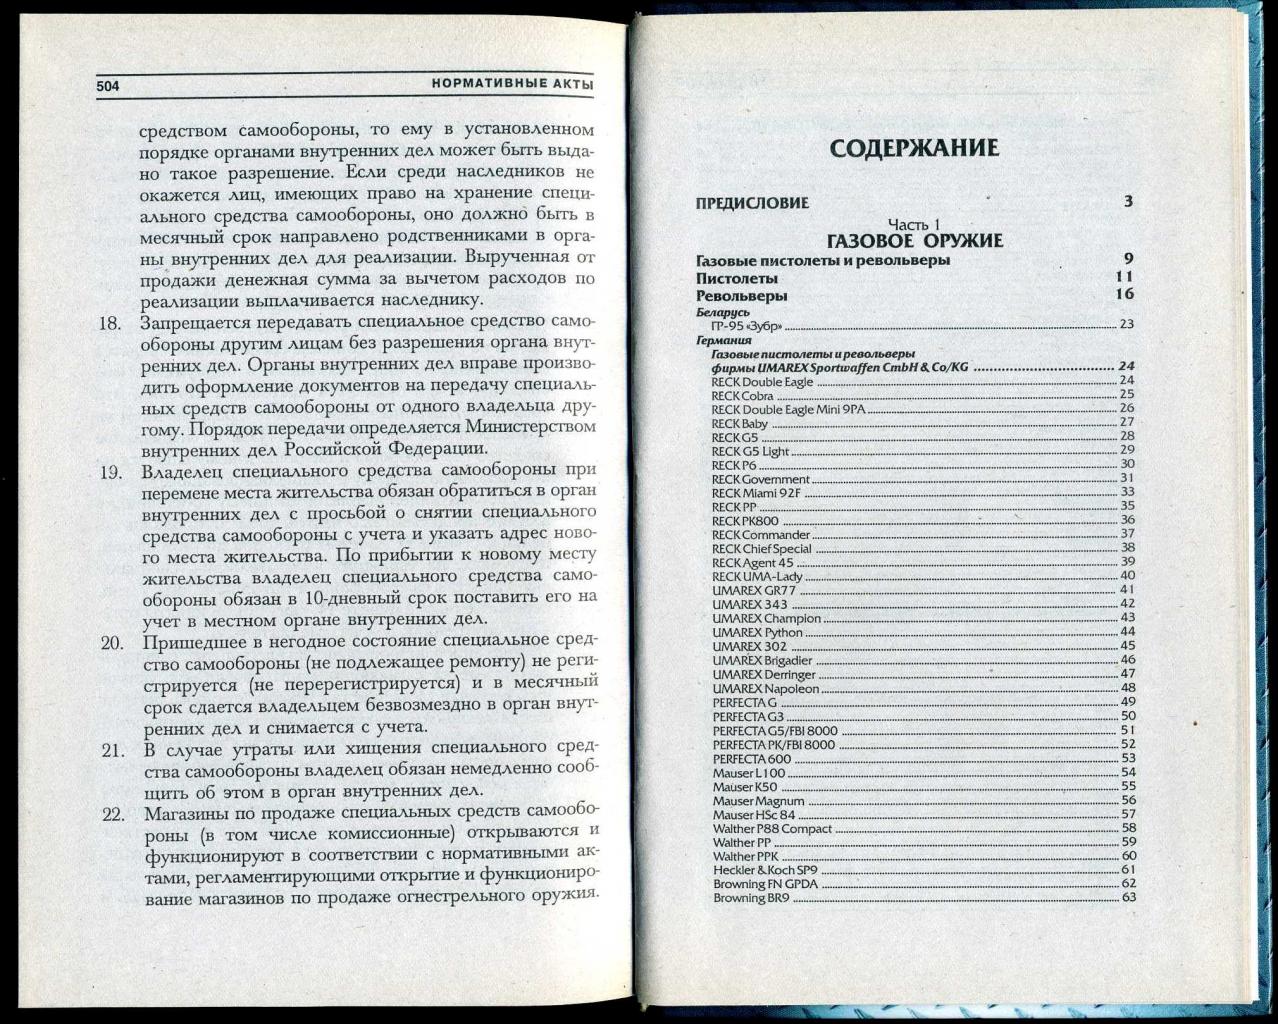 504
НОРМАТИВНЫЕ АКТЫ
средством самообороны, то ему в установленном
порядке органами внутренних дел может быть выда-
но такое разрешение. Если среди наследников не
окажется лиц, имеющих право на хранение специ-
ального средства самообороны, оно должно быть в
месячный срок направлено родственниками в орга-
ны внутренних дел для реализации. Вырученная от
продажи денежная сумма за вычетом расходов по
реализации выплачивается наследнику.
18. Запрещается передавать специальное средство само-
обороны другим лицам без разрешения органа внут-
ренних дел. Органы внутренних дел вправе произво-
дить оформление документов на передачу специаль-
ных средств самообороны от одного владельца дру-
гому. Порядок передачи определяется Министерством
внутренних дел Российской Федерации.
19. Владелец специального средства самообороны при
перемене места жительства обязан обратиться в орган
внутренних дел с просьбой о снятии специального
средства самообороны с учета и указать адрес ново-
го места жительства. По прибытии к новому месту
жительства владелец специального средства само-
обороны обязан в 10-дневный срок поставить его на
учет в местном органе внутренних дел.
20. Пришедшее в негодное состояние специальное сред-
ство самообороны (не подлежащее ремонту) не реги-
стрируется (не перерегистрируется) и в месячный
срок сдается владельцем безвозмездно в орган внут-
ренних дел и снимается с учета.
21. В случае утраты или хищения специального сред-
ства самообороны владелец обязан немедленно сооб-
щить об этом в орган внутренних дел.
22. Магазины по продаже специальных средств самообо-
роны (в том числе комиссионные) открываются и
функционируют в соответствии с нормативными ак-
тами, регламентирующими открытие и функциониро-
вание магазинов по продаже огнестрельного оружия.
СОДЕРЖАНИЕ
ПРЕДИСЛОВИЕ 3
Часть 1
ГАЗОВОЕ ОРУЖИЕ
Газовые пистолеты и револьверы 9
Пистолеты 11
Револьверы 16
Беларусь
ГР-95 «Зубр» 23
Германия
Газовые пистолеты и револьверы
фирмы UMAREX Sportwaffen CmbH & Co/KG 24
RECK Double Eagle 24
RECK Cobra 25
RECK Double Eagle Mini 9PA 26
RECK Baby 27
RECK G5 28
RECK G5 Light 29
RECK P6 30
RECK Government 31
RECK Miami 92F 33
RECK PP 35
RECK PK800 36
RECK Commander 37
RECK Chief Special 38
RECK Agent 45 39
RECK UMA-Lady 40
UMAREX GR77 41
UMAREX 343 42
UMAREX Champion 43
UMAREX Python 44
UMAREX 302 45
UMAREX Brigadier 46
UMAREX Derringer 47
UMAREX Napoleon 48
PERFECTA G 49
PERFECTA G3 50
PERFECTA G5/FBI 8000 51
PERFECTA PK/FBI 8000 52
PERFECTA 600 53
Mauser L100 54
Mauser K50 55
Mauser Magnum 56
Mauser HSc 84 57
Walther P88 Compact 58
Walther PP 59
Walther PPK 60
Heckler & Koch SP9 61
Browning FN GPDA 62
Browning BR9 63